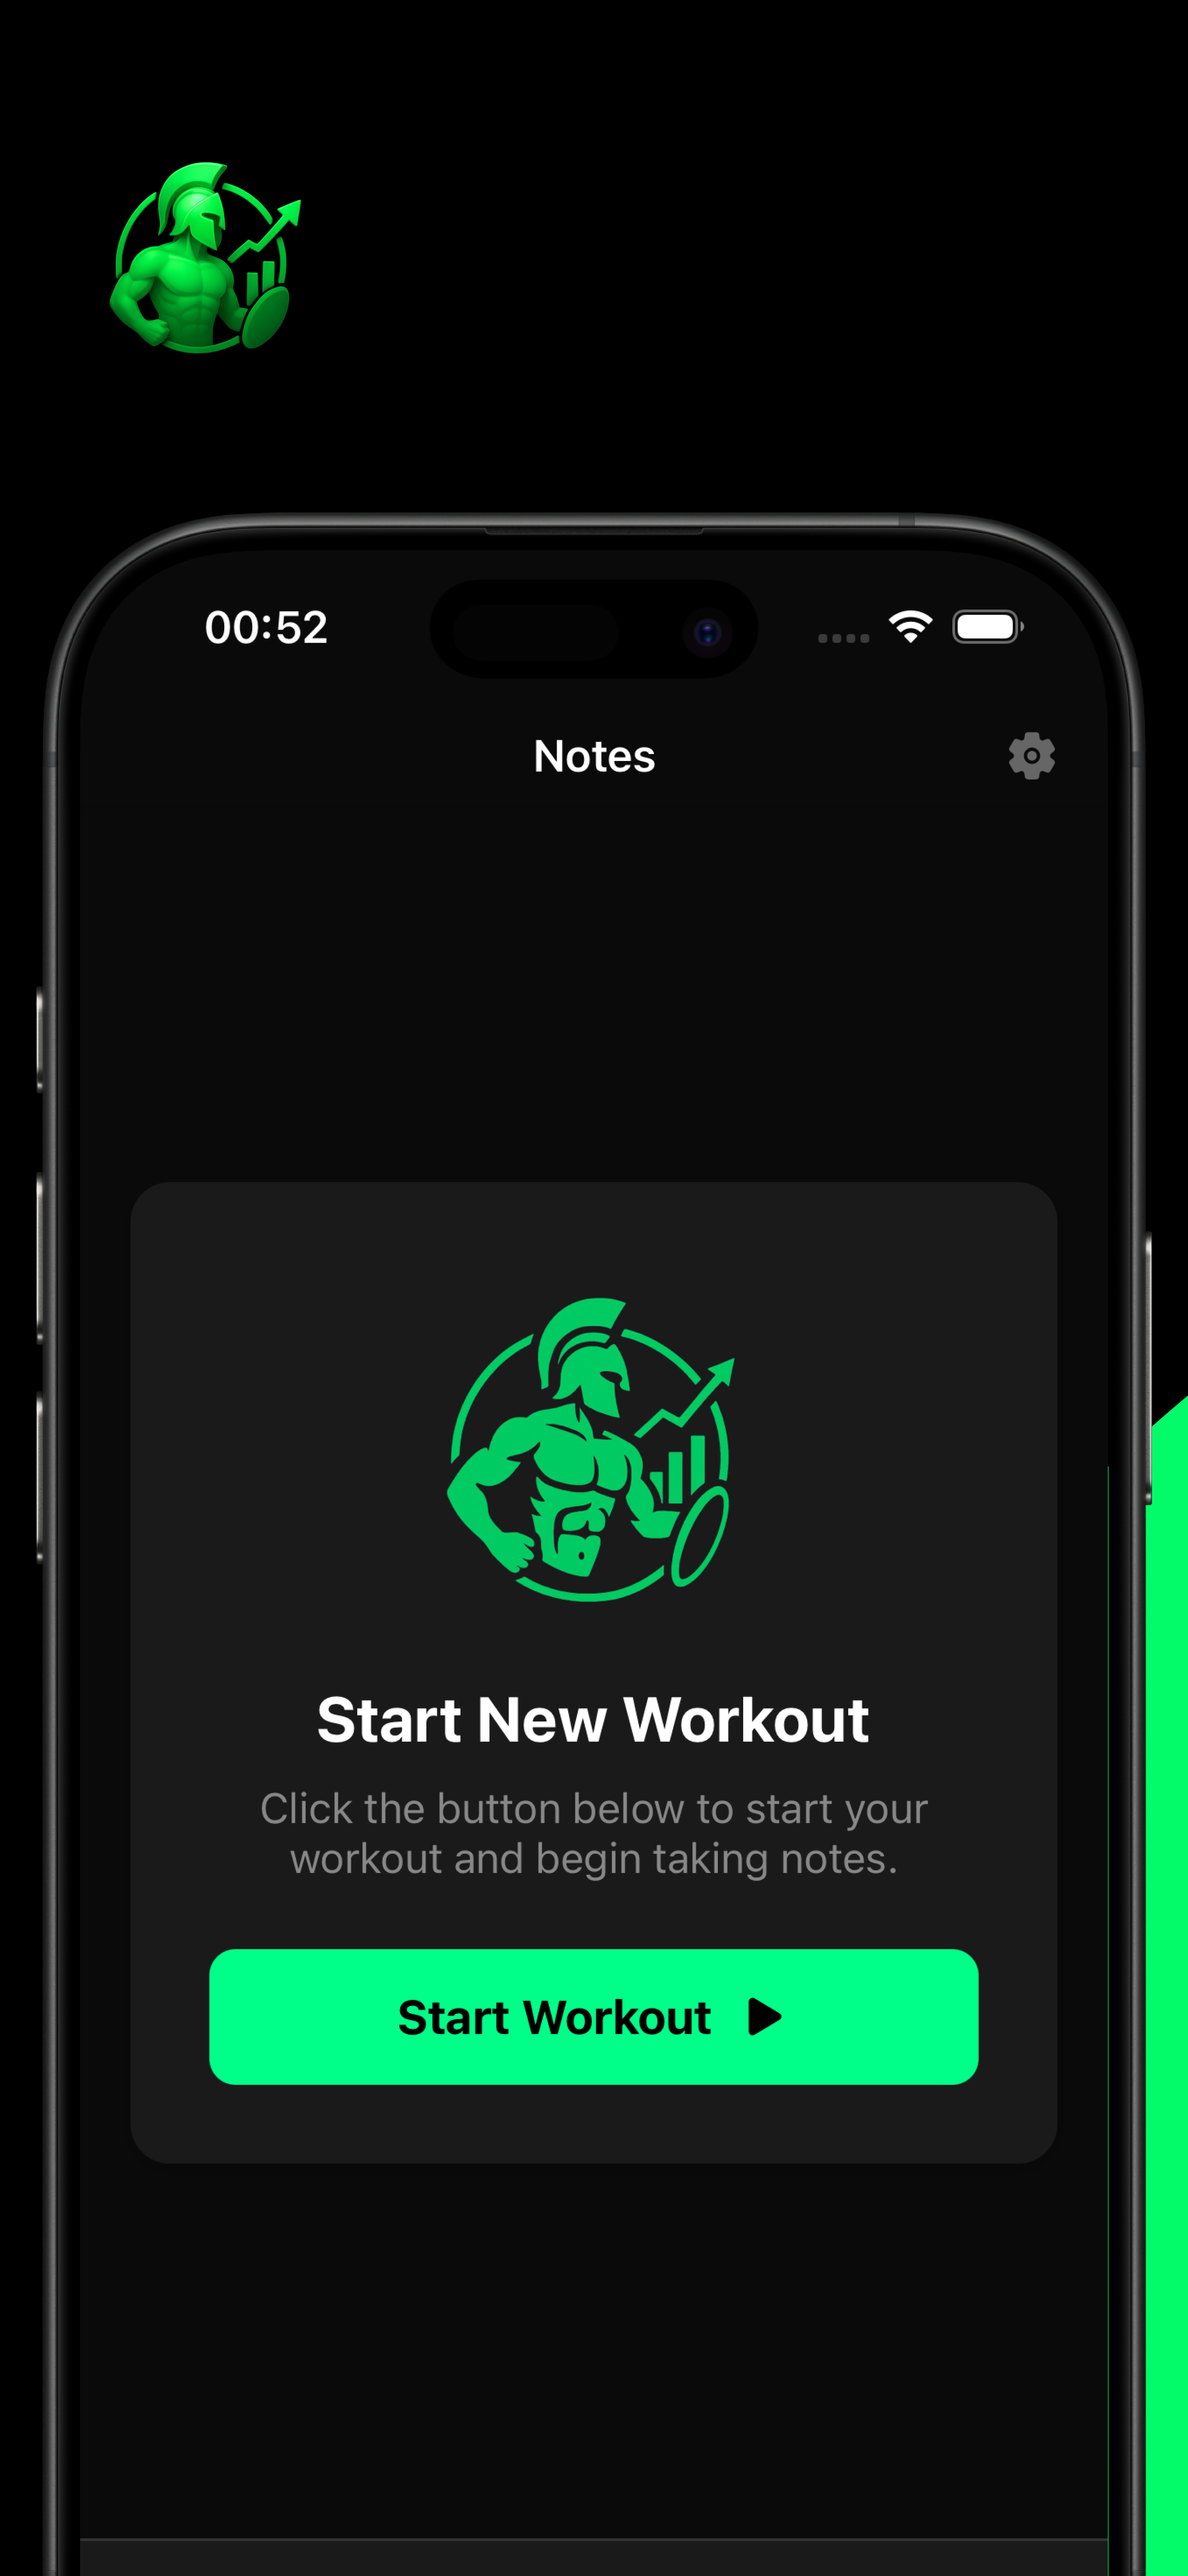 00:52
Notes
Start New Workout
Click the button below to start your
workout and begin taking notes.
Start Workout